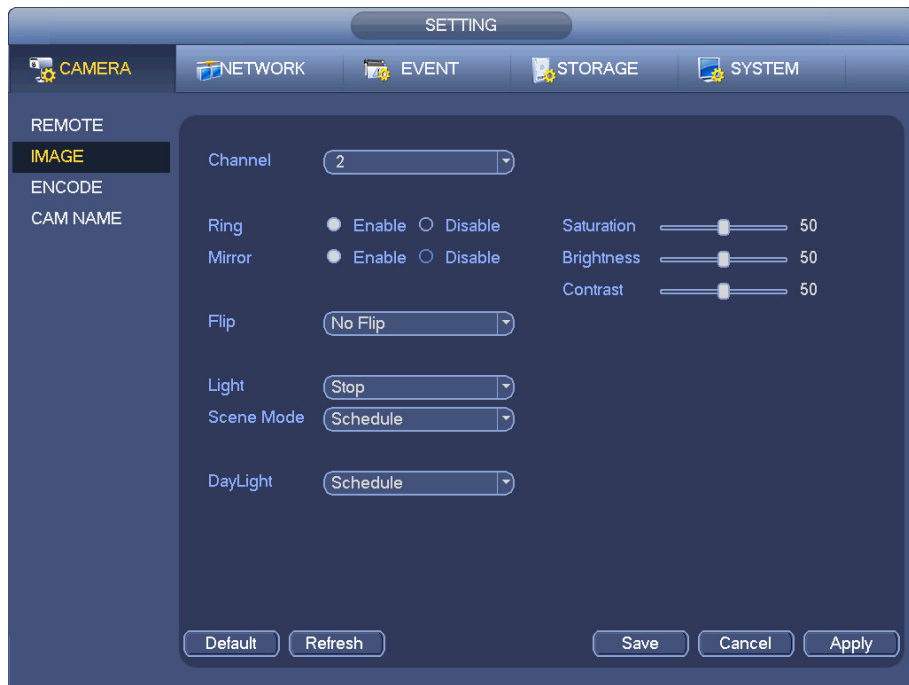 SETTING
CAMERA NETWORK EVENT STORAGE SYSTEM
REMOTE
IMAGE
ENCODE
CAM NAME
Channel 2
Ring Enable Disable Saturation 50
Mirror Enable Disable Brightness 50
Contrast 50
Flip No Flip
Light Stop
Scene Mode Schedule
DayLight Schedule
Default Refresh Save Cancel Apply